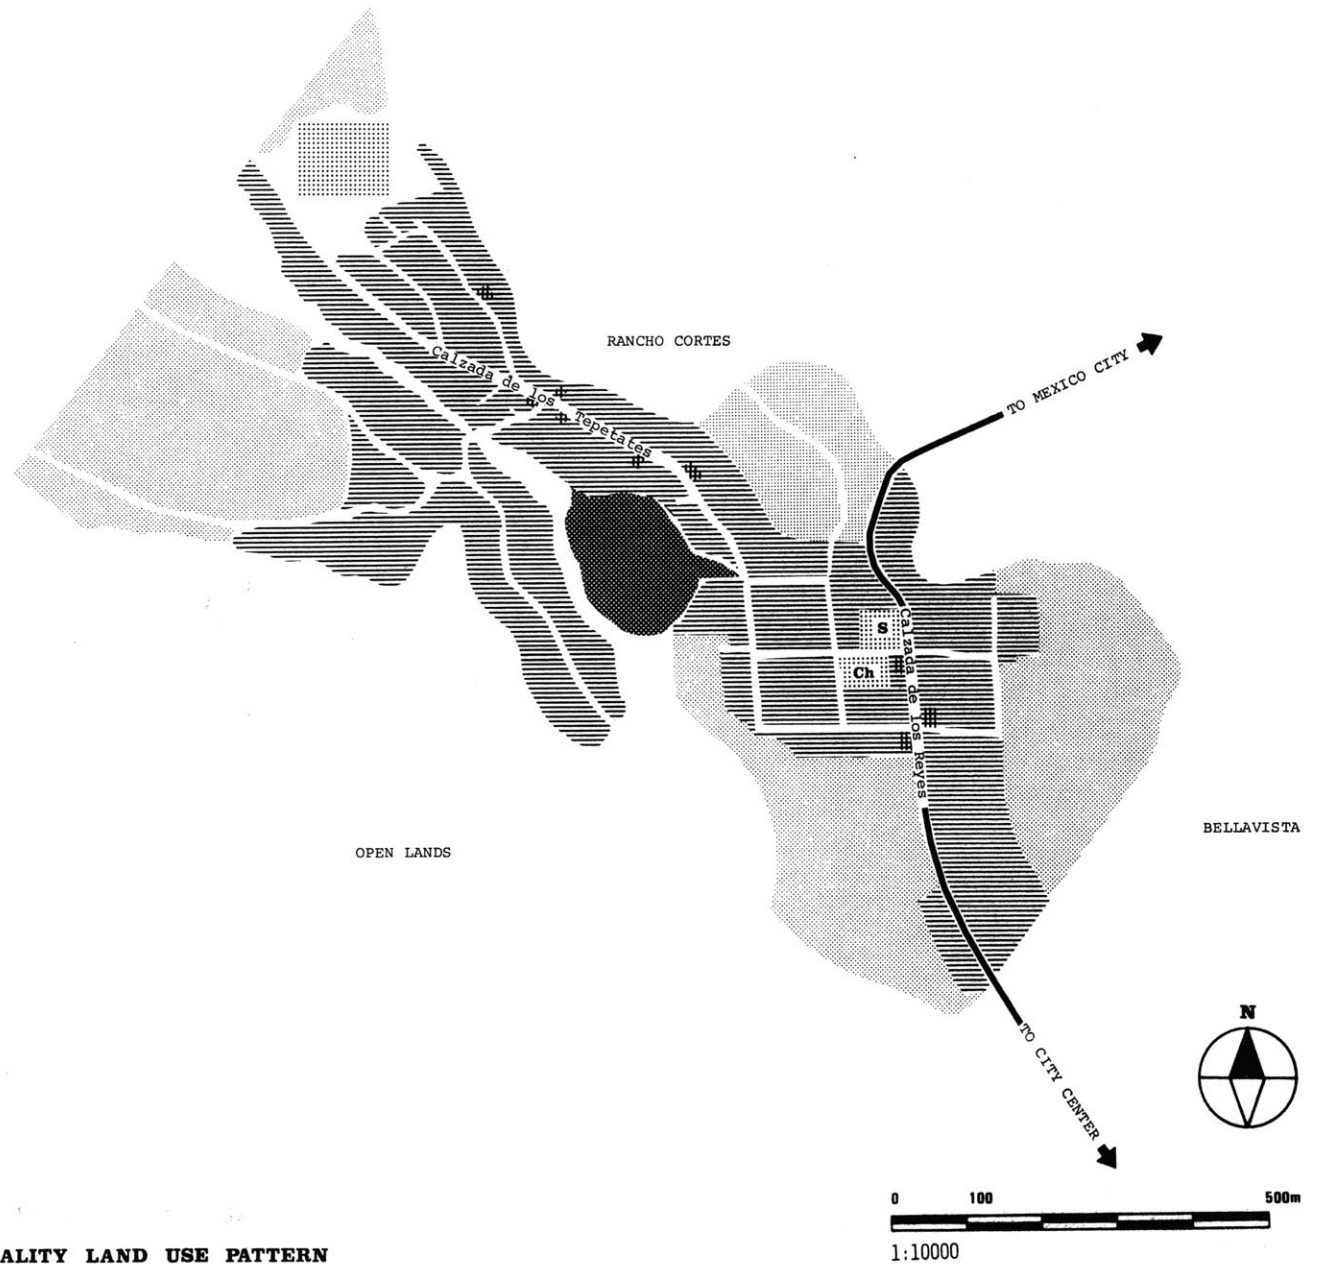 RANCHO CORTES
TO MEXICO CITY
Calzada de los Tepetates
S
Ch
Calzada de los Reyes
BELLAVISTA
OPEN LANDS
N
TO CITY CENTER
0 100 500m
1:10000
ALITY LAND USE PATTERN